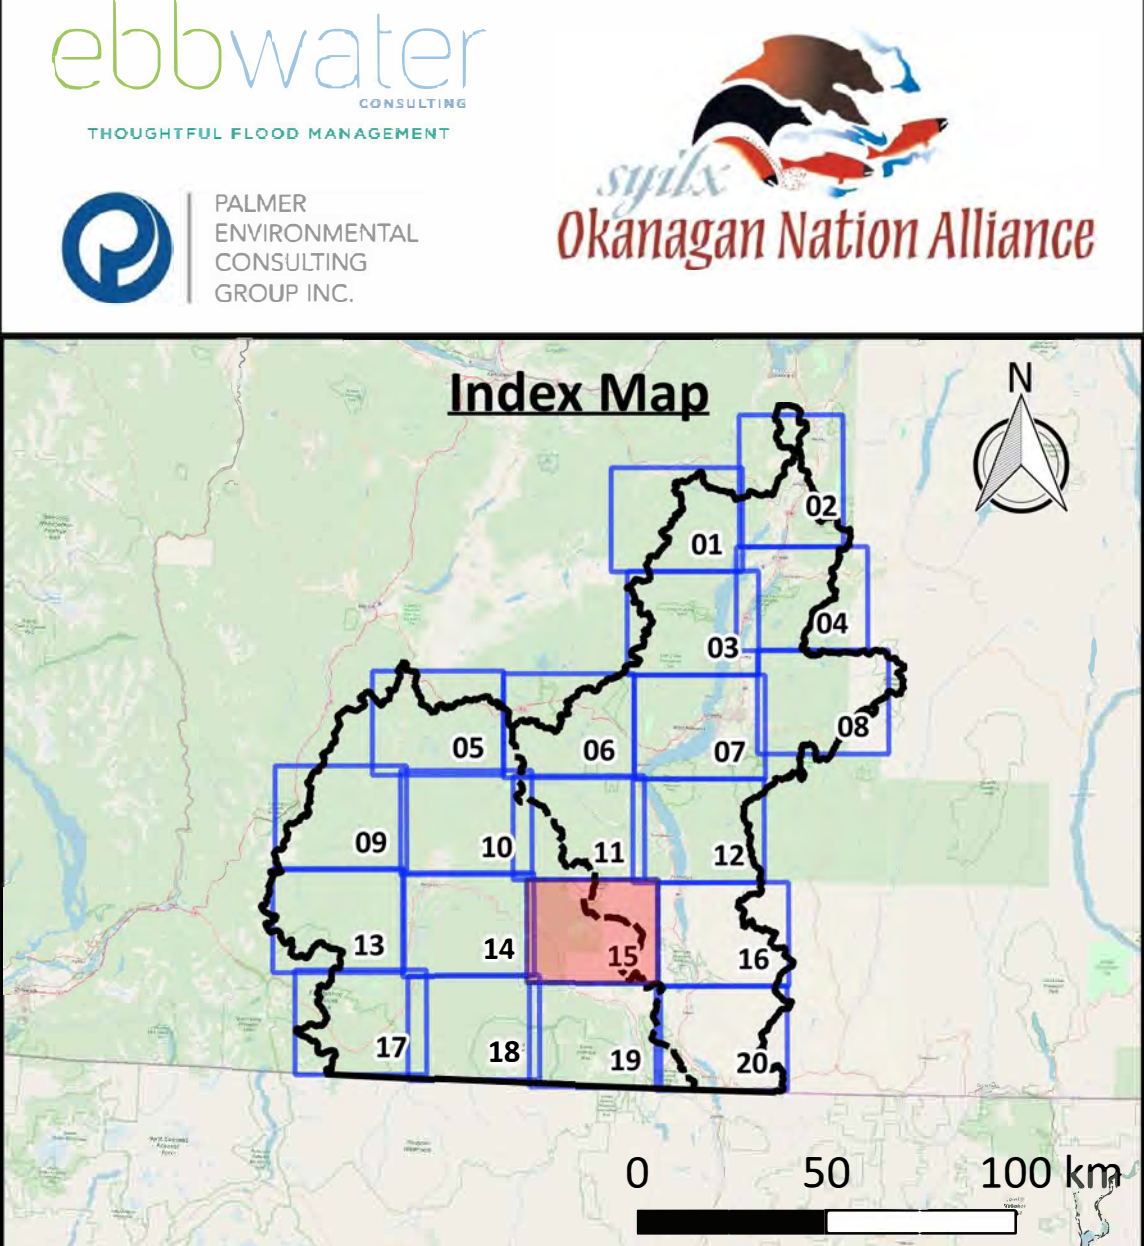 ebbwater
CONSULTING
THOUGHTFUL FLOOD MANAGEMENT
PALMER
ENVIRONMENTAL
CONSULTING
GROUP INC.
syilx
Okanagan Nation Alliance
Index Map
N
02
01
04
03
08
05
06
07
09
10
11
12
13
14
15
16
17
18
19
20
0 50 100 km